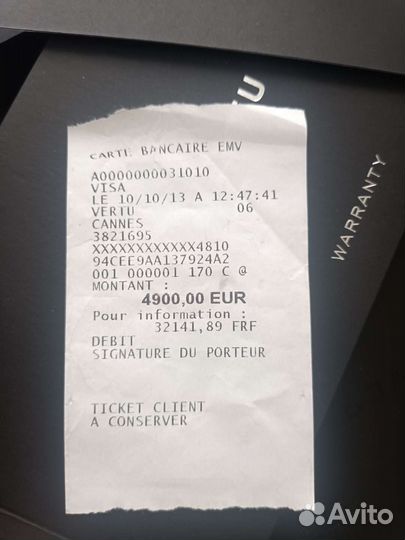 CARTE BANCAIRE EMV
A0000000031010
VISA
LE 10/10/13 A 12:47:41
VERTU 06
CANNES
3821695
XXXXXXXXXXXX4810
94CEE9AA137924A2
001 000001 170 C @
MONTANT :
4900,00 EUR
Pour information :
32141,89 FRF
DEBIT
SIGNATURE DU PORTEUR
TICKET CLIENT
A CONSERVER
WARRANTY
Avito